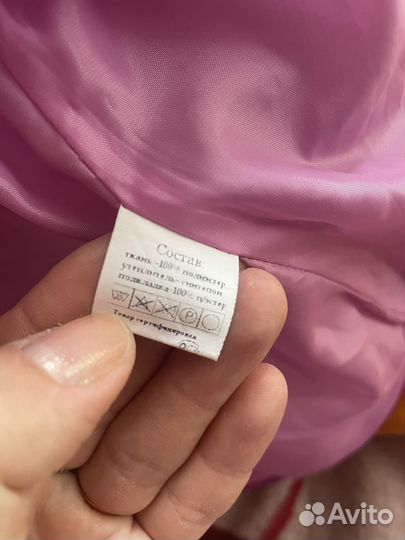 Состав:
ткань -100% полиэстер
утеплитель-синтепон
подкладка-100% п/эстер
Товар сертифицирован
Avito